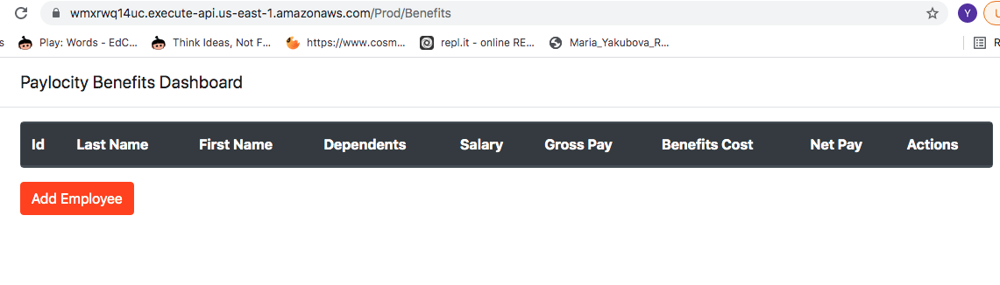 wmxrwq14uc.execute-api.us-east-1.amazonaws.com/Prod/Benefits
Y
s Play: Words - EdC... Think Ideas, Not F... https://www.cosm... repl.it - online RE... Maria_Yakubova_R... R
Paylocity Benefits Dashboard
Id Last Name First Name Dependents Salary Gross Pay Benefits Cost Net Pay Actions
Add Employee